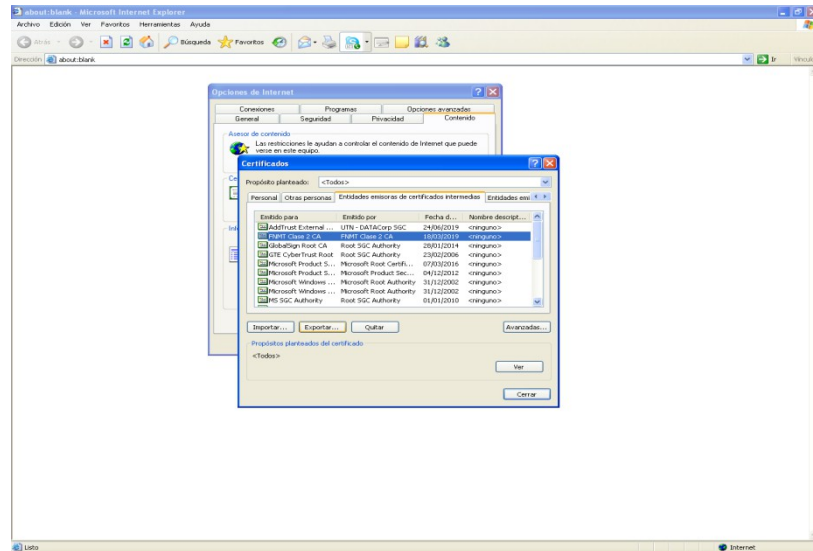 about:blank - Microsoft Internet Explorer
Archivo Edición Ver Favoritos Herramientas Ayuda
Atrás Búsqueda Favoritos
Dirección about:blank Ir Vínculos
Opciones de Internet
Conexiones Programas Opciones avanzadas
General Seguridad Privacidad Contenido
Asesor de contenido
Las restricciones le ayudan a controlar el contenido de Internet que puede
verse en este equipo.
Certificados
Propósito planteado: <Todos>
Personal Otras personas Entidades emisoras de certificados intermedias Entidades emi
Emitido para Emitido por Fecha d... Nombre descript...
AddTrust External ... UTN - DATACorp SGC 24/06/2019 <ninguno>
FNMT Clase 2 CA FNMT Clase 2 CA 18/03/2019 <ninguno>
GlobalSign Root CA Root SGC Authority 28/01/2014 <ninguno>
GTE CyberTrust Root Root SGC Authority 23/02/2006 <ninguno>
Microsoft Product S... Microsoft Root Certifi... 07/03/2016 <ninguno>
Microsoft Product S... Microsoft Product Sec... 04/12/2012 <ninguno>
Microsoft Windows ... Microsoft Root Authority 31/12/2002 <ninguno>
Microsoft Windows ... Microsoft Root Authority 31/12/2002 <ninguno>
MS SGC Authority Root SGC Authority 01/01/2010 <ninguno>
Importar... Exportar... Quitar Avanzadas...
Propósitos planteados del certificado
<Todos>
Ver
Cerrar
Listo Internet